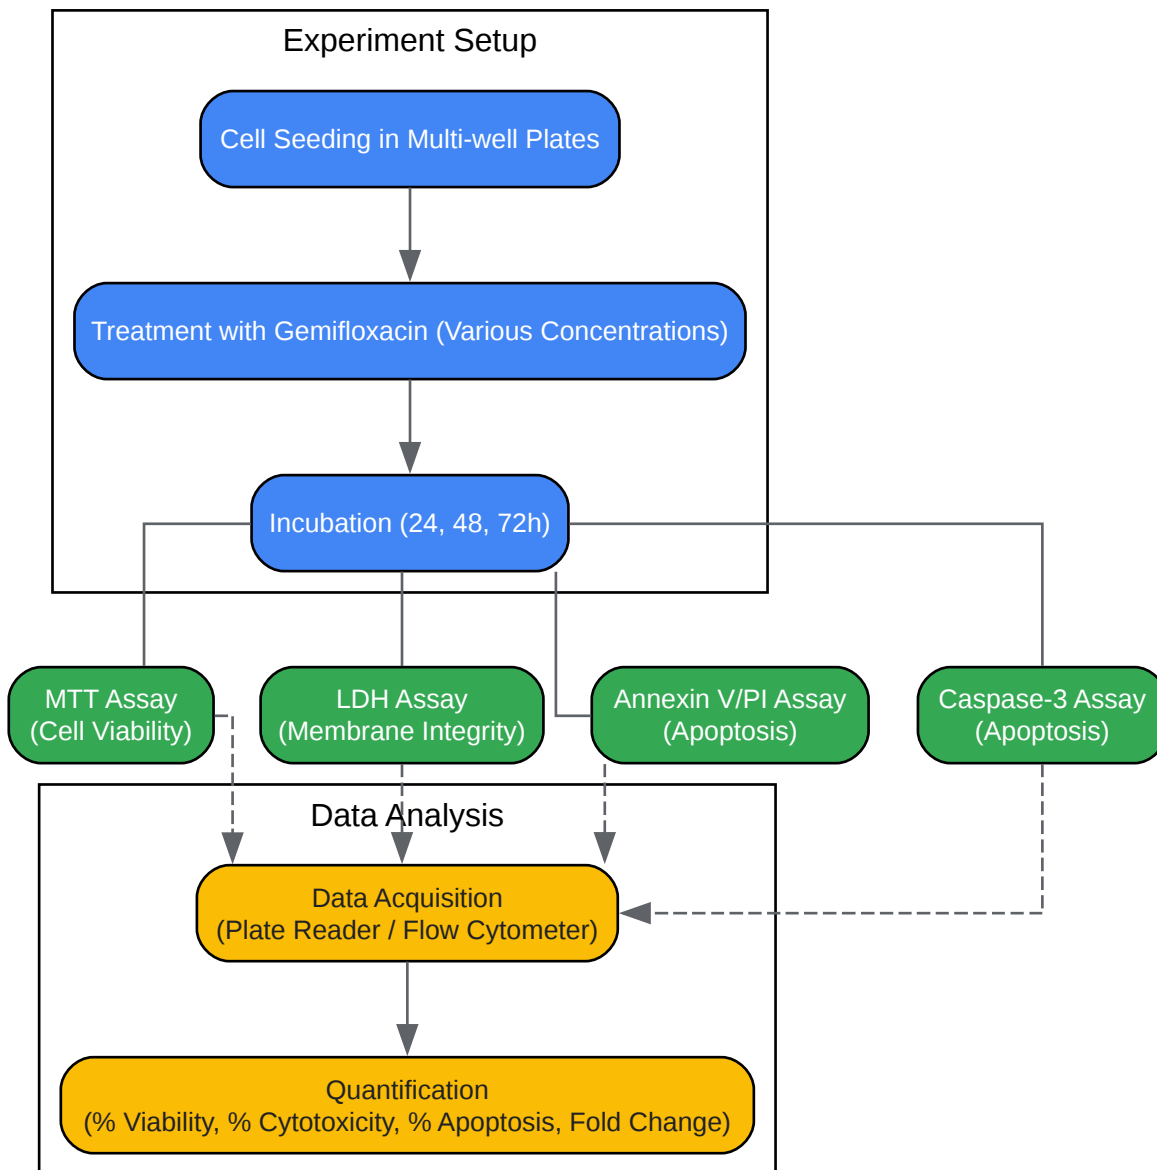 Experiment Setup
Cell Seeding in Multi-well Plates
Treatment with Gemifloxacin (Various Concentrations)
Incubation (24, 48, 72h)
MTT Assay
(Cell Viability)
LDH Assay
(Membrane Integrity)
Annexin V/PI Assay
(Apoptosis)
Caspase-3 Assay
(Apoptosis)
Data Analysis
Data Acquisition
(Plate Reader / Flow Cytometer)
Quantification
(% Viability, % Cytotoxicity, % Apoptosis, Fold Change)